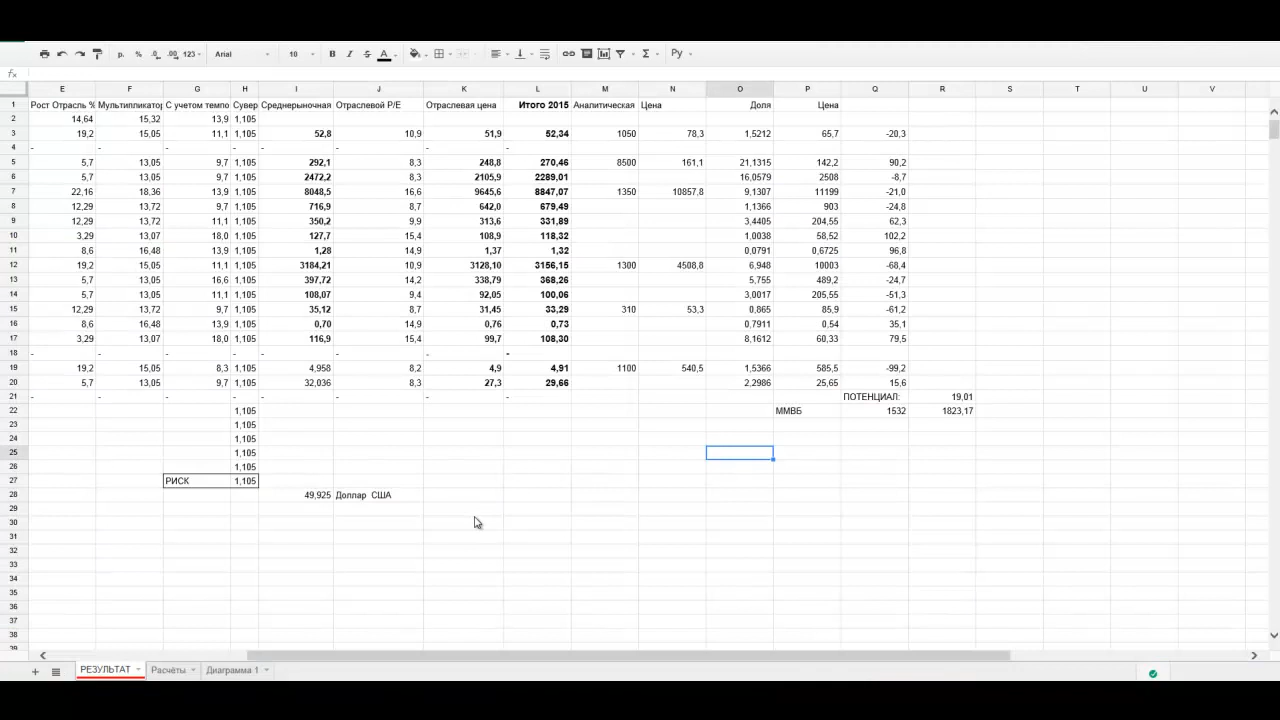 р. % .0 .00 123 Arial 10 B I S A Σ Ру
fx
E F G H I J K L M N O P Q R S T U V
1 Рост Отрасль % Мультипликатор С учетом темпо Сувер Среднерыночная Отраслевой P/E Отраслевая цена Итого 2015 Аналитическая Цена Доля Цена
2 14,64 15,32 13,9 1,105
3 19,2 15,05 11,1 1,105 52,8 10,9 51,9 52,34 1050 78,3 1,5212 65,7 -20,3
4 - - - - - - - -
5 5,7 13,05 9,7 1,105 292,1 8,3 248,8 270,46 8500 161,1 21,1315 142,2 90,2
6 5,7 13,05 9,7 1,105 2472,2 8,3 2105,9 2289,01 16,0579 2508 -8,7
7 22,16 18,36 13,9 1,105 8048,5 16,6 9645,6 8847,07 1350 10857,8 9,1307 11199 -21,0
8 12,29 13,72 9,7 1,105 716,9 8,7 642,0 679,49 1,1366 903 -24,8
9 12,29 13,72 11,1 1,105 350,2 9,9 313,6 331,89 3,4405 204,55 62,3
10 3,29 13,07 18,0 1,105 127,7 15,4 108,9 118,32 1,0038 58,52 102,2
11 8,6 16,48 13,9 1,105 1,28 14,9 1,37 1,32 0,0791 0,6725 96,8
12 19,2 15,05 11,1 1,105 3184,21 10,9 3128,10 3156,15 1300 4508,8 6,948 10003 -68,4
13 5,7 13,05 16,6 1,105 397,72 14,2 338,79 368,26 5,755 489,2 -24,7
14 5,7 13,05 11,1 1,105 108,07 9,4 92,05 100,06 3,0017 205,55 -51,3
15 12,29 13,72 9,7 1,105 35,12 8,7 31,45 33,29 310 53,3 0,865 85,9 -61,2
16 8,6 16,48 13,9 1,105 0,70 14,9 0,76 0,73 0,7911 0,54 35,1
17 3,29 13,07 18,0 1,105 116,9 15,4 99,7 108,30 8,1612 60,33 79,5
18 - - - - - - - -
19 19,2 15,05 8,3 1,105 4,958 8,2 4,9 4,91 1100 540,5 1,5366 585,5 -99,2
20 5,7 13,05 9,7 1,105 32,036 8,3 27,3 29,66 2,2986 25,65 15,6
21 - - - - - - - - ПОТЕНЦИАЛ: 19,01
22 1,105 ММВБ 1532 1823,17
23 1,105
24 1,105
25 1,105
26 1,105
27 РИСК 1,105
28 49,925 Доллар США
29
30
31
32
33
34
35
36
37
38
39
+ РЕЗУЛЬТАТ Расчёты Диаграмма 1